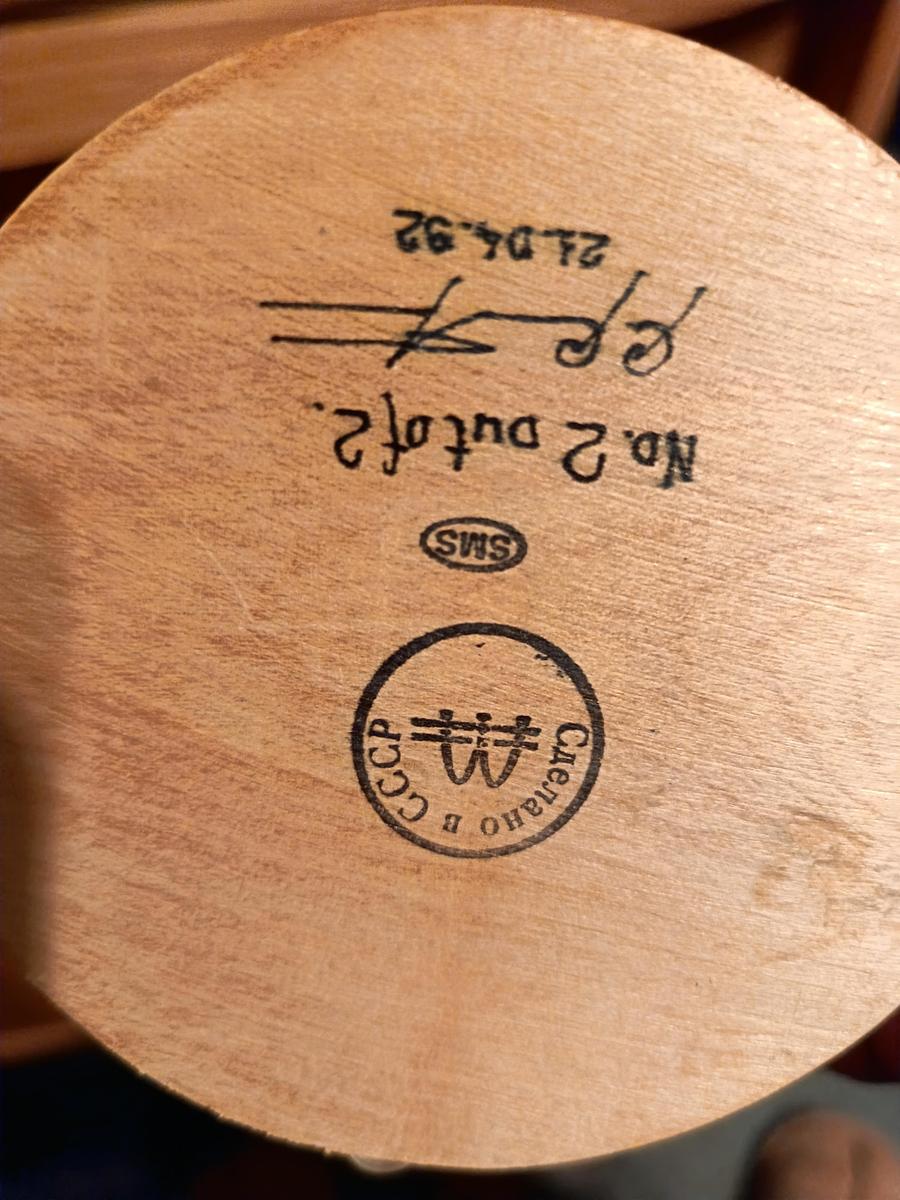 Сделано в СССР
SMS
No.2 out of 2.
21.04.92